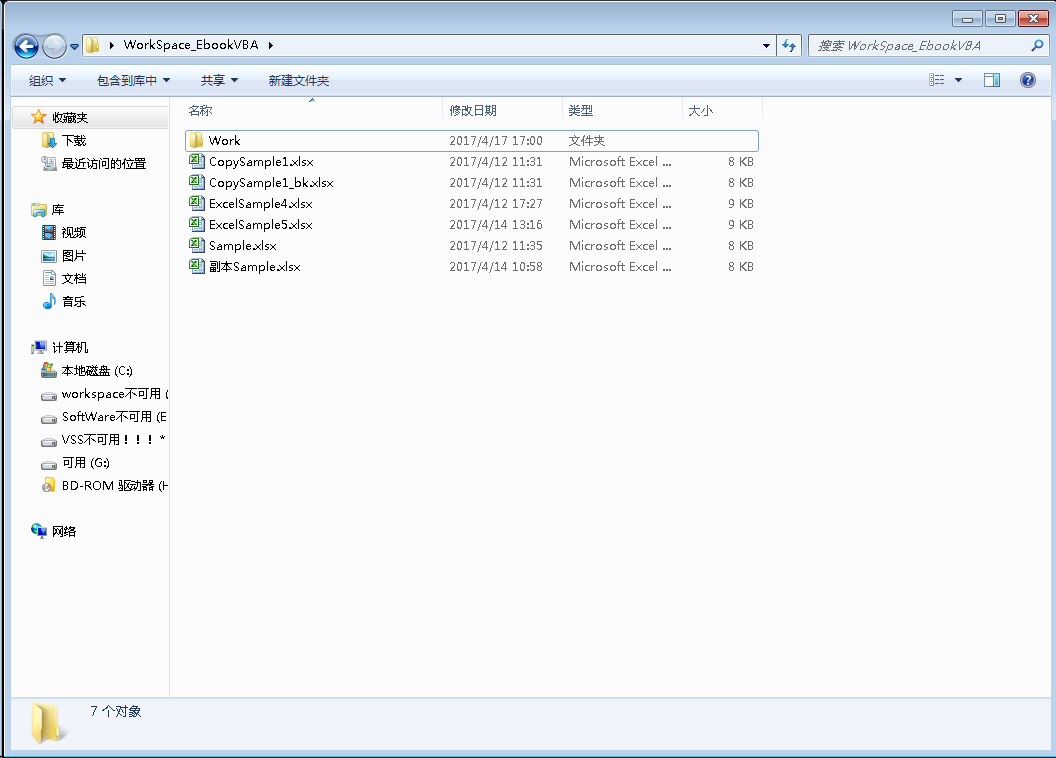 WorkSpace_EbookVBA
搜索 WorkSpace_EbookVBA
组织 包含到库中 共享 新建文件夹
收藏夹
下载
最近访问的位置
库
视频
图片
文档
音乐
计算机
本地磁盘 (C:)
workspace不可用 (
SoftWare不可用 (E
VSS不可用！！！ *
可用 (G:)
BD-ROM 驱动器 (H
网络
名称 修改日期 类型 大小
Work 2017/4/17 17:00 文件夹
CopySample1.xlsx 2017/4/12 11:31 Microsoft Excel ... 8 KB
CopySample1_bk.xlsx 2017/4/12 11:31 Microsoft Excel ... 8 KB
ExcelSample4.xlsx 2017/4/12 17:27 Microsoft Excel ... 9 KB
ExcelSample5.xlsx 2017/4/14 13:16 Microsoft Excel ... 9 KB
Sample.xlsx 2017/4/12 11:35 Microsoft Excel ... 8 KB
副本Sample.xlsx 2017/4/14 10:58 Microsoft Excel ... 8 KB
7 个对象